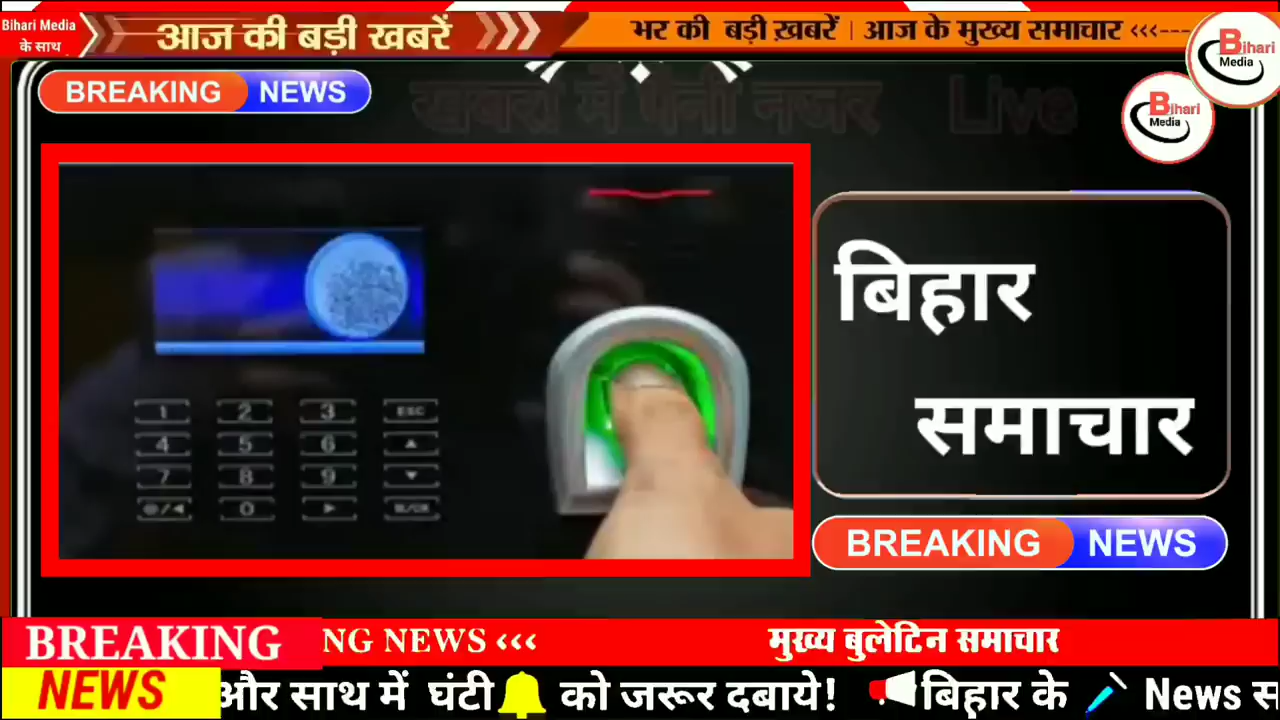 Bihari Media
के साथ
आज की बड़ी खबरें
भर की बड़ी ख़बरें | आज के मुख्य समाचार ‹‹‹---
Bihari
Media
BREAKING NEWS
Live
Bihari
Media
1 2 3 ESC
4 5 6 ▲
7 8 9 ▼
0 ►
बिहार
समाचार
BREAKING NEWS
BREAKING
NG NEWS ‹‹‹
मुख्य बुलेटिन समाचार
NEWS
और साथ में घंटी🔔 को जरूर दबाये! 📢बिहार के News स